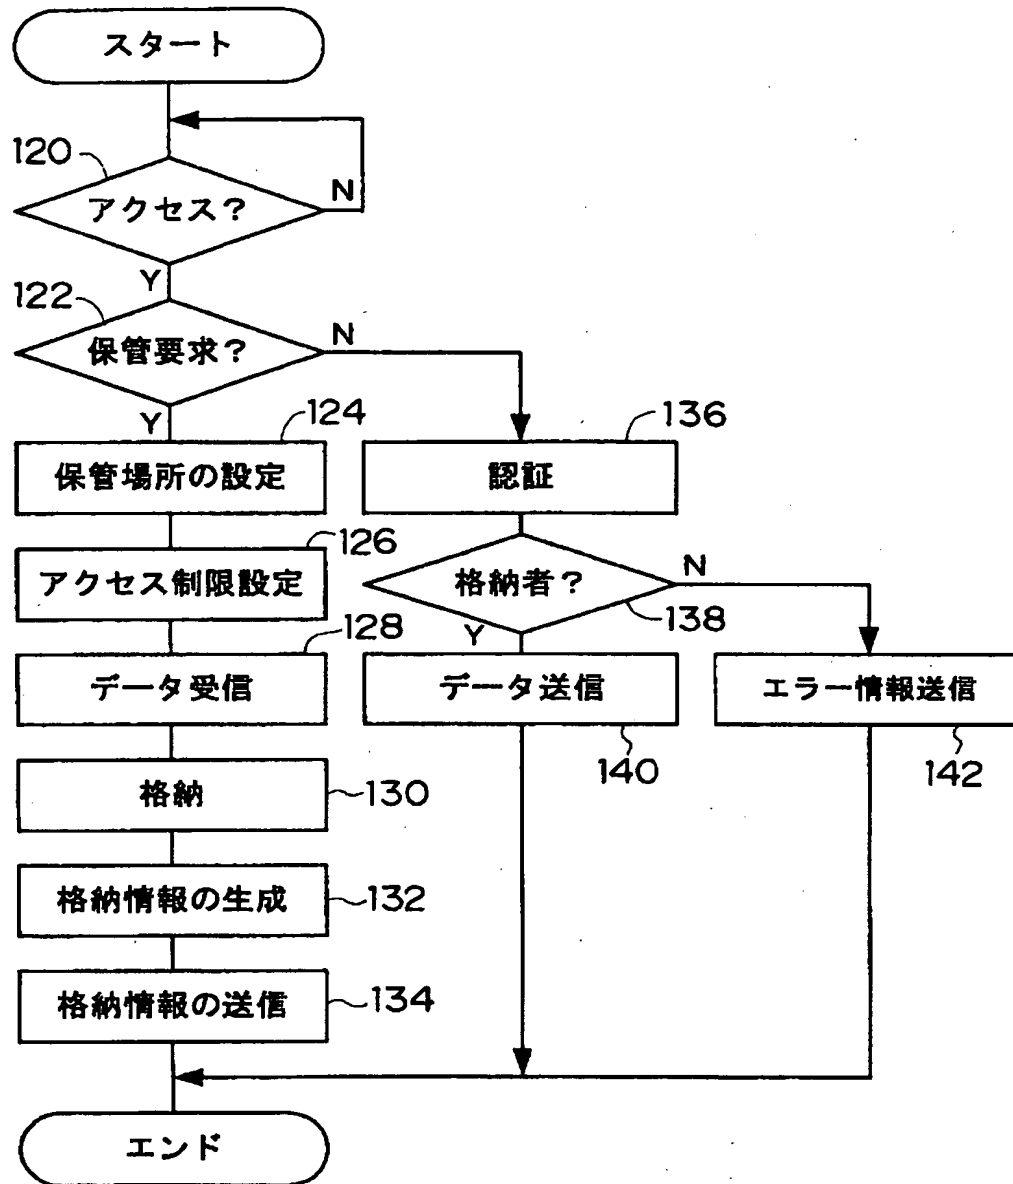 スタート
120
アクセス?
N
Y
122
保管要求?
N
Y
124
保管場所の設定
136
認証
126
アクセス制限設定
格納者?
N
138
Y
128
データ受信
データ送信
エラー情報送信
140
142
格納
130
格納情報の生成
132
格納情報の送信
134
エンド